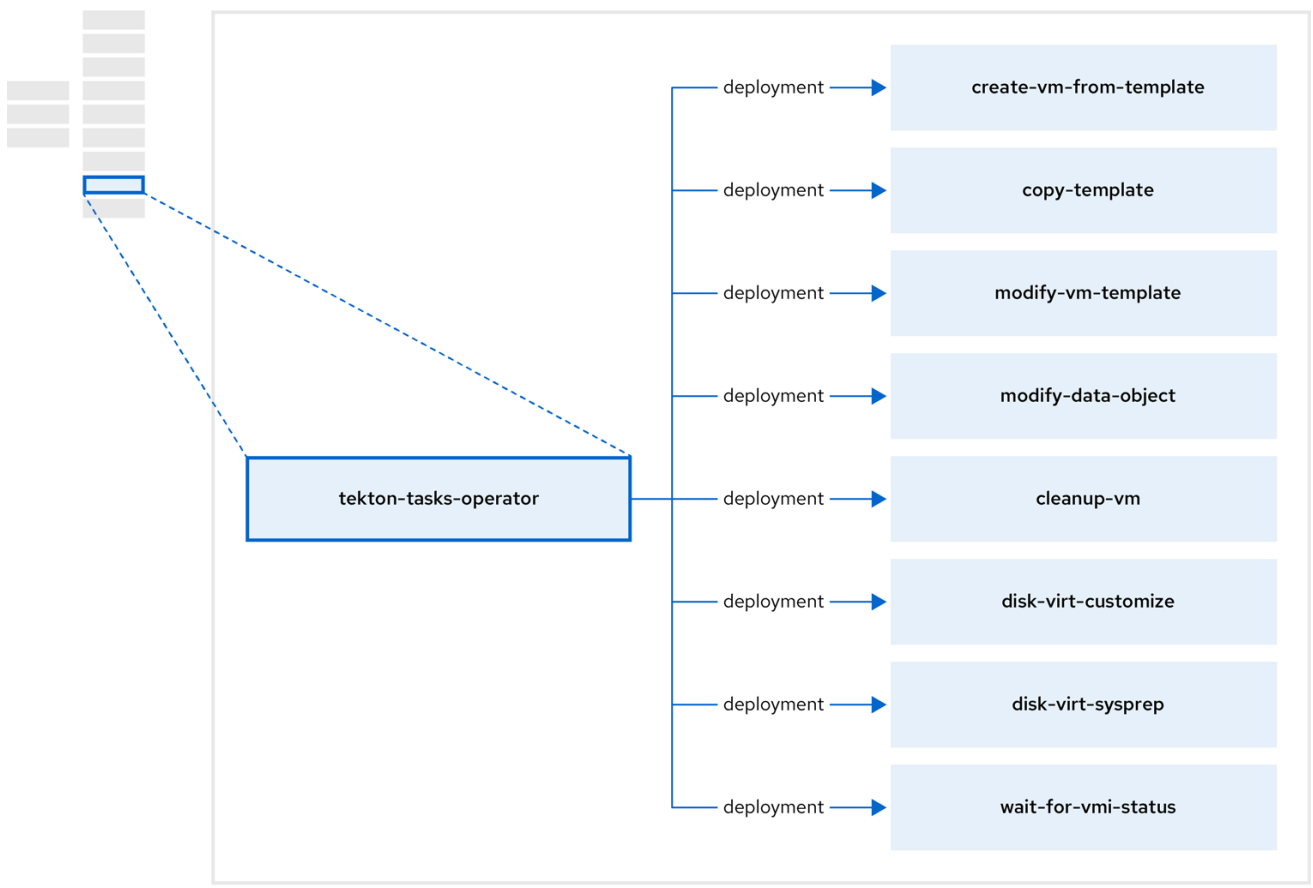 deployment
create-vm-from-template
deployment
copy-template
deployment
modify-vm-template
deployment
modify-data-object
tekton-tasks-operator
deployment
cleanup-vm
deployment
disk-virt-customize
deployment
disk-virt-sysprep
deployment
wait-for-vmi-status